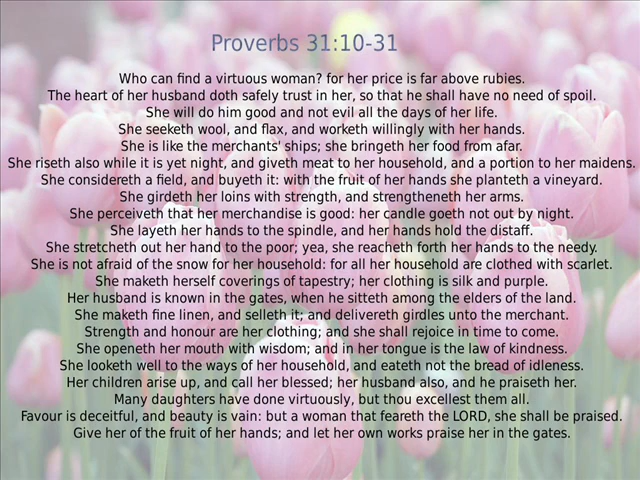 Proverbs 31:10-31
Who can find a virtuous woman? for her price is far above rubies.
The heart of her husband doth safely trust in her, so that he shall have no need of spoil.
She will do him good and not evil all the days of her life.
She seeketh wool, and flax, and worketh willingly with her hands.
She is like the merchants' ships; she bringeth her food from afar.
She riseth also while it is yet night, and giveth meat to her household, and a portion to her maidens.
She considereth a field, and buyeth it: with the fruit of her hands she planteth a vineyard.
She girdeth her loins with strength, and strengtheneth her arms.
She perceiveth that her merchandise is good: her candle goeth not out by night.
She layeth her hands to the spindle, and her hands hold the distaff.
She stretcheth out her hand to the poor; yea, she reacheth forth her hands to the needy.
She is not afraid of the snow for her household: for all her household are clothed with scarlet.
She maketh herself coverings of tapestry; her clothing is silk and purple.
Her husband is known in the gates, when he sitteth among the elders of the land.
She maketh fine linen, and selleth it; and delivereth girdles unto the merchant.
Strength and honour are her clothing; and she shall rejoice in time to come.
She openeth her mouth with wisdom; and in her tongue is the law of kindness.
She looketh well to the ways of her household, and eateth not the bread of idleness.
Her children arise up, and call her blessed; her husband also, and he praiseth her.
Many daughters have done virtuously, but thou excellest them all.
Favour is deceitful, and beauty is vain: but a woman that feareth the LORD, she shall be praised.
Give her of the fruit of her hands; and let her own works praise her in the gates.